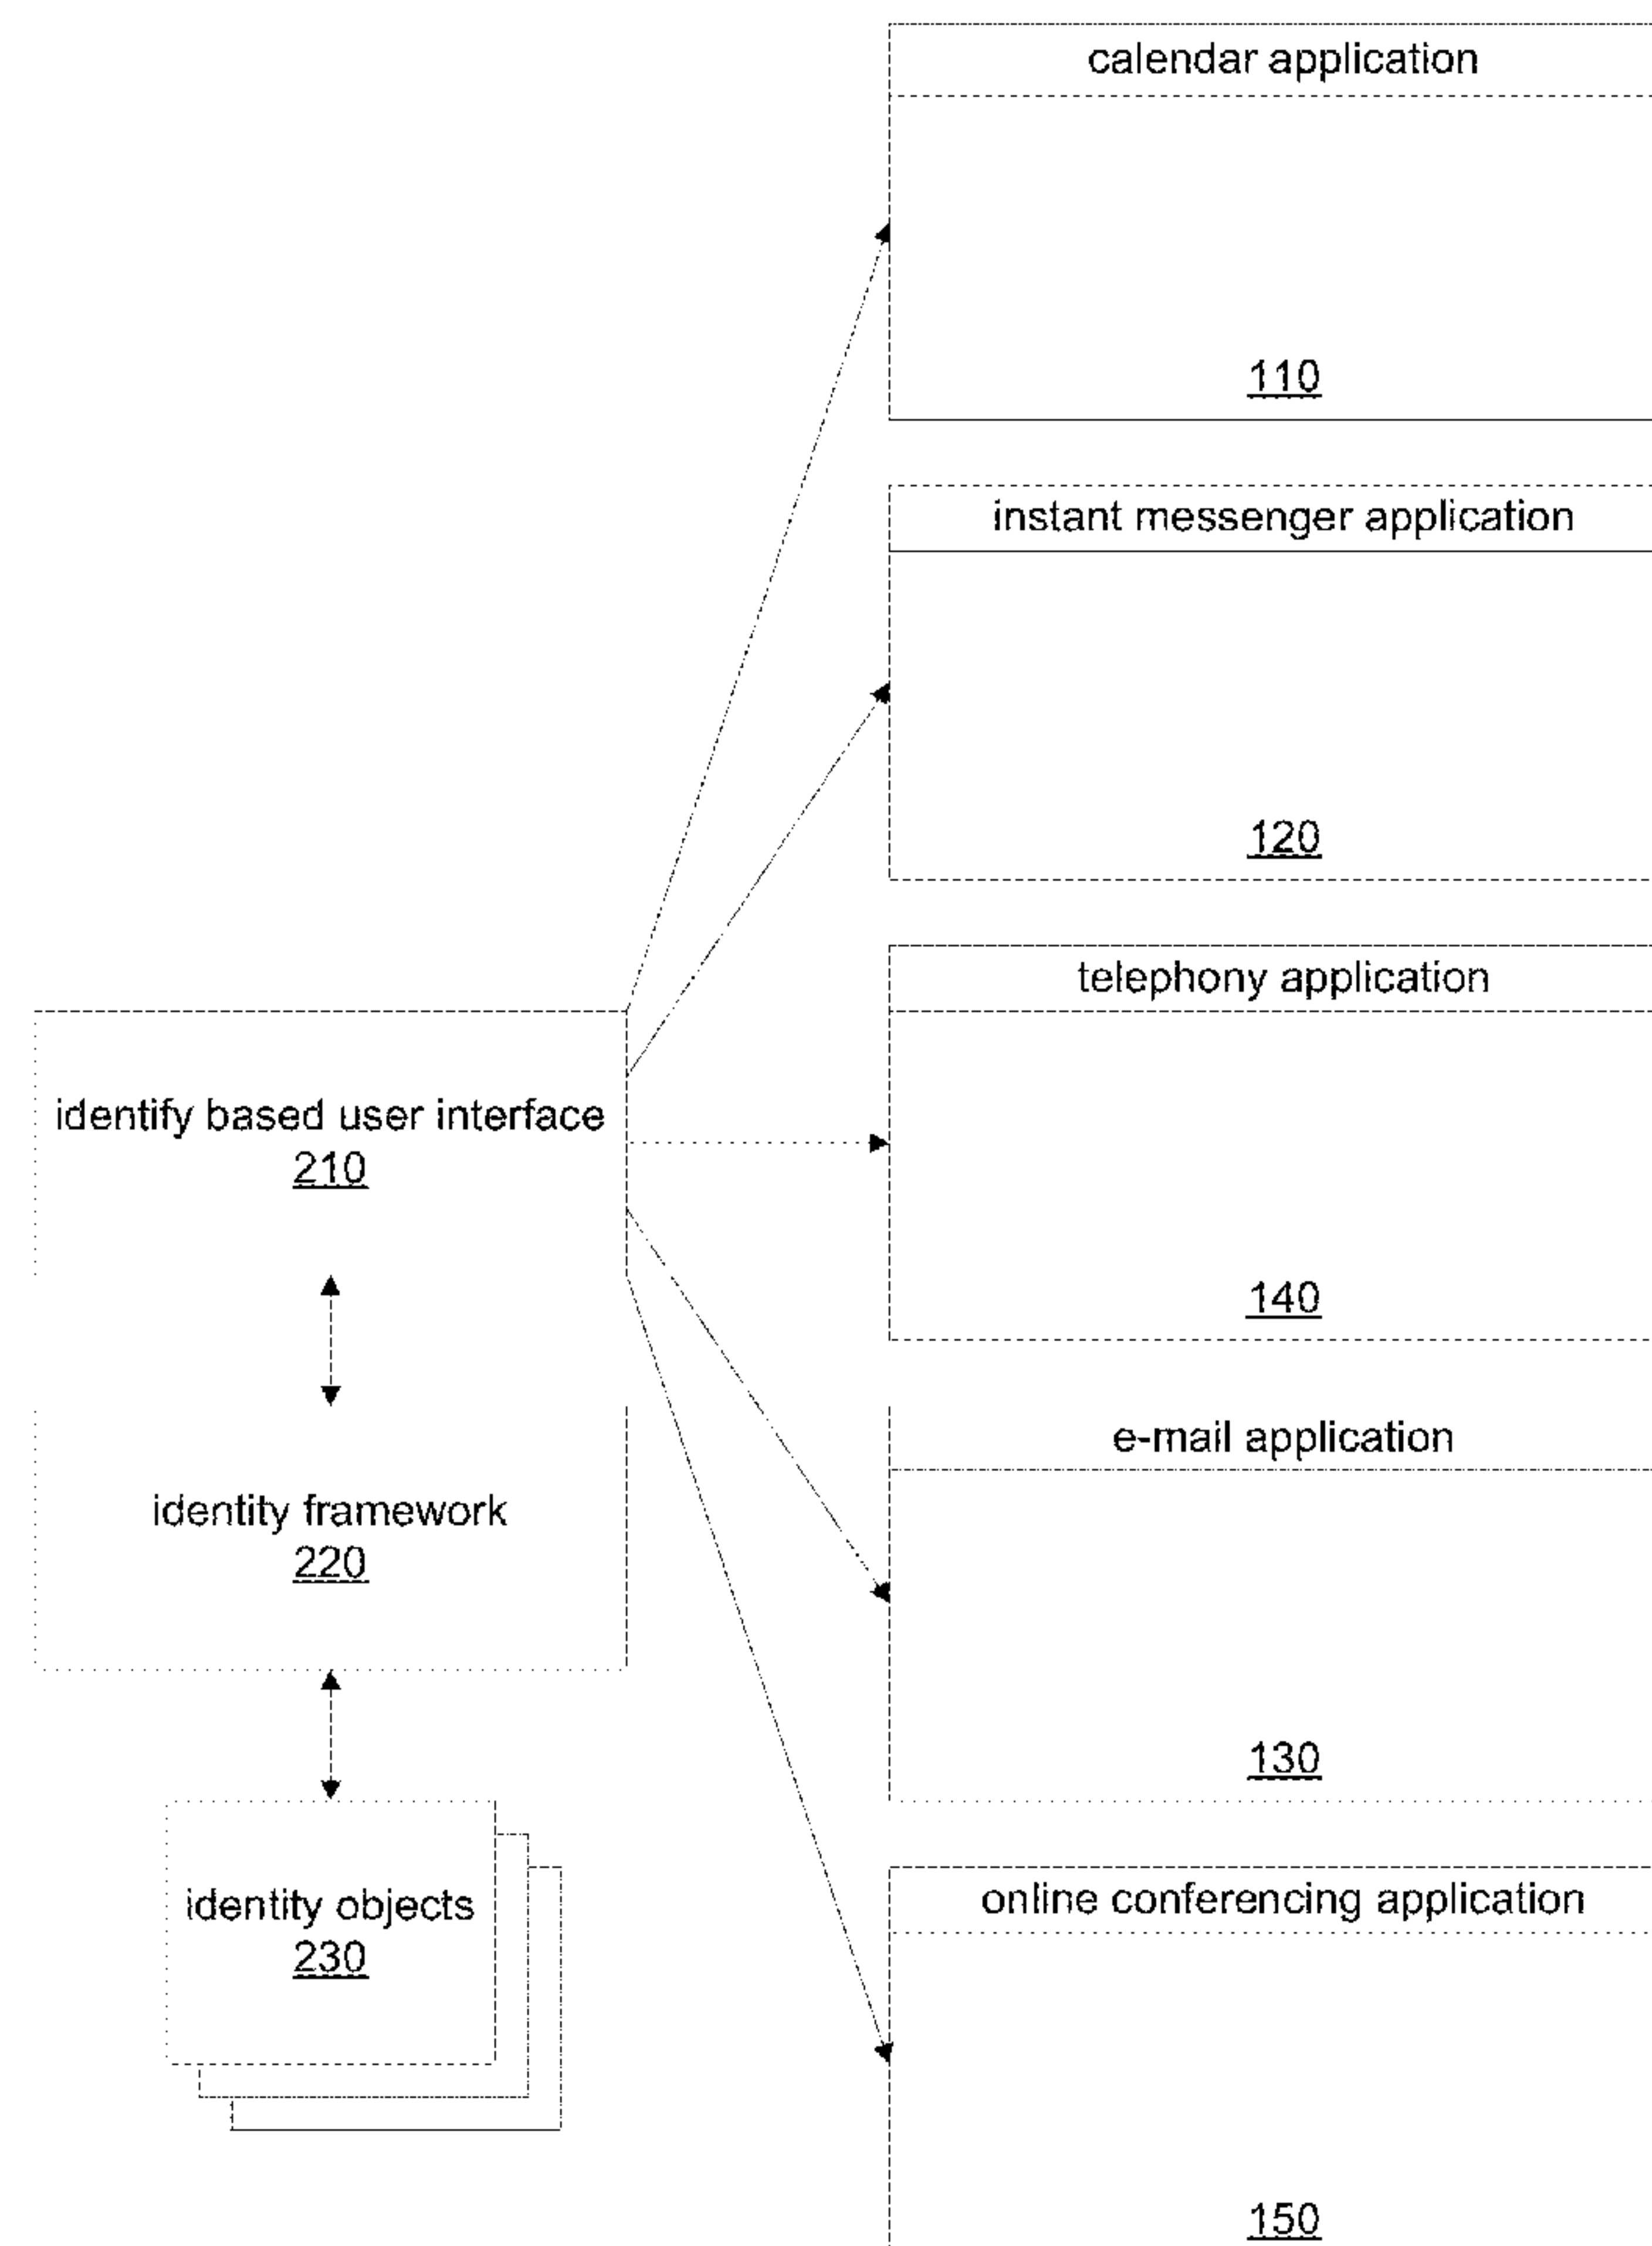 calendar application
110
instant messenger application
120
telephony application
140
identify based user interface
210
e-mail application
130
identity framework
220
identity objects
230
online conferencing application
150